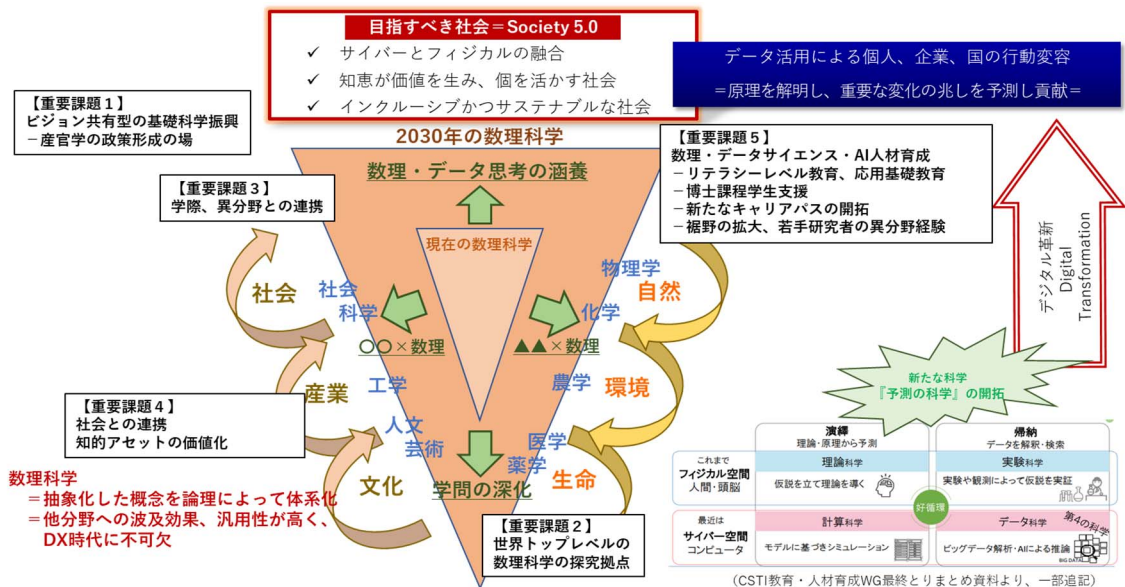 目指すべき社会＝Society 5.0
✓ サイバーとフィジカルの融合
✓ 知恵が価値を生み、個を活かす社会
✓ インクルーシブかつサステナブルな社会
データ活用による個人、企業、国の行動変容
＝原理を解明し、重要な変化の兆しを予測し貢献＝
【重要課題１】
ビジョン共有型の基礎科学振興
－産官学の政策形成の場
2030年の数理科学
数理・データ思考の涵養
現在の数理科学
【重要課題５】
数理・データサイエンス・AI人材育成
－リテラシーレベル教育、応用基礎教育
－博士課程学生支援
－新たなキャリアパスの開拓
－裾野の拡大、若手研究者の異分野経験
【重要課題３】
学際、異分野との連携
デジタル革新
Digital
Transformation
社会
社会
科学
〇〇×数理
▲▲×数理
物理学
自然
化学
産業
工学
農学
環境
【重要課題４】
社会との連携
知的アセットの価値化
人文
芸術
医学
薬学
文化
生命
学問の深化
数理科学
＝抽象化した概念を論理によって体系化
＝他分野への波及効果、汎用性が高く、
DX時代に不可欠
【重要課題２】
世界トップレベルの
数理科学の探究拠点
新たな科学
『予測の科学』の開拓
演繹
理論・原理から予測
帰納
データを解釈・検索
これまで
フィジカル空間
人間・頭脳
理論科学
仮説を立て理論を導く
実験科学
実験や観測によって仮説を実証
好循環
最近は
サイバー空間
コンピュータ
計算科学
モデルに基づきシミュレーション
データ科学
第4の科学
ビッグデータ解析・AIによる推論
BIG DATA
（CSTI教育・人材育成WG最終とりまとめ資料より、一部追記）